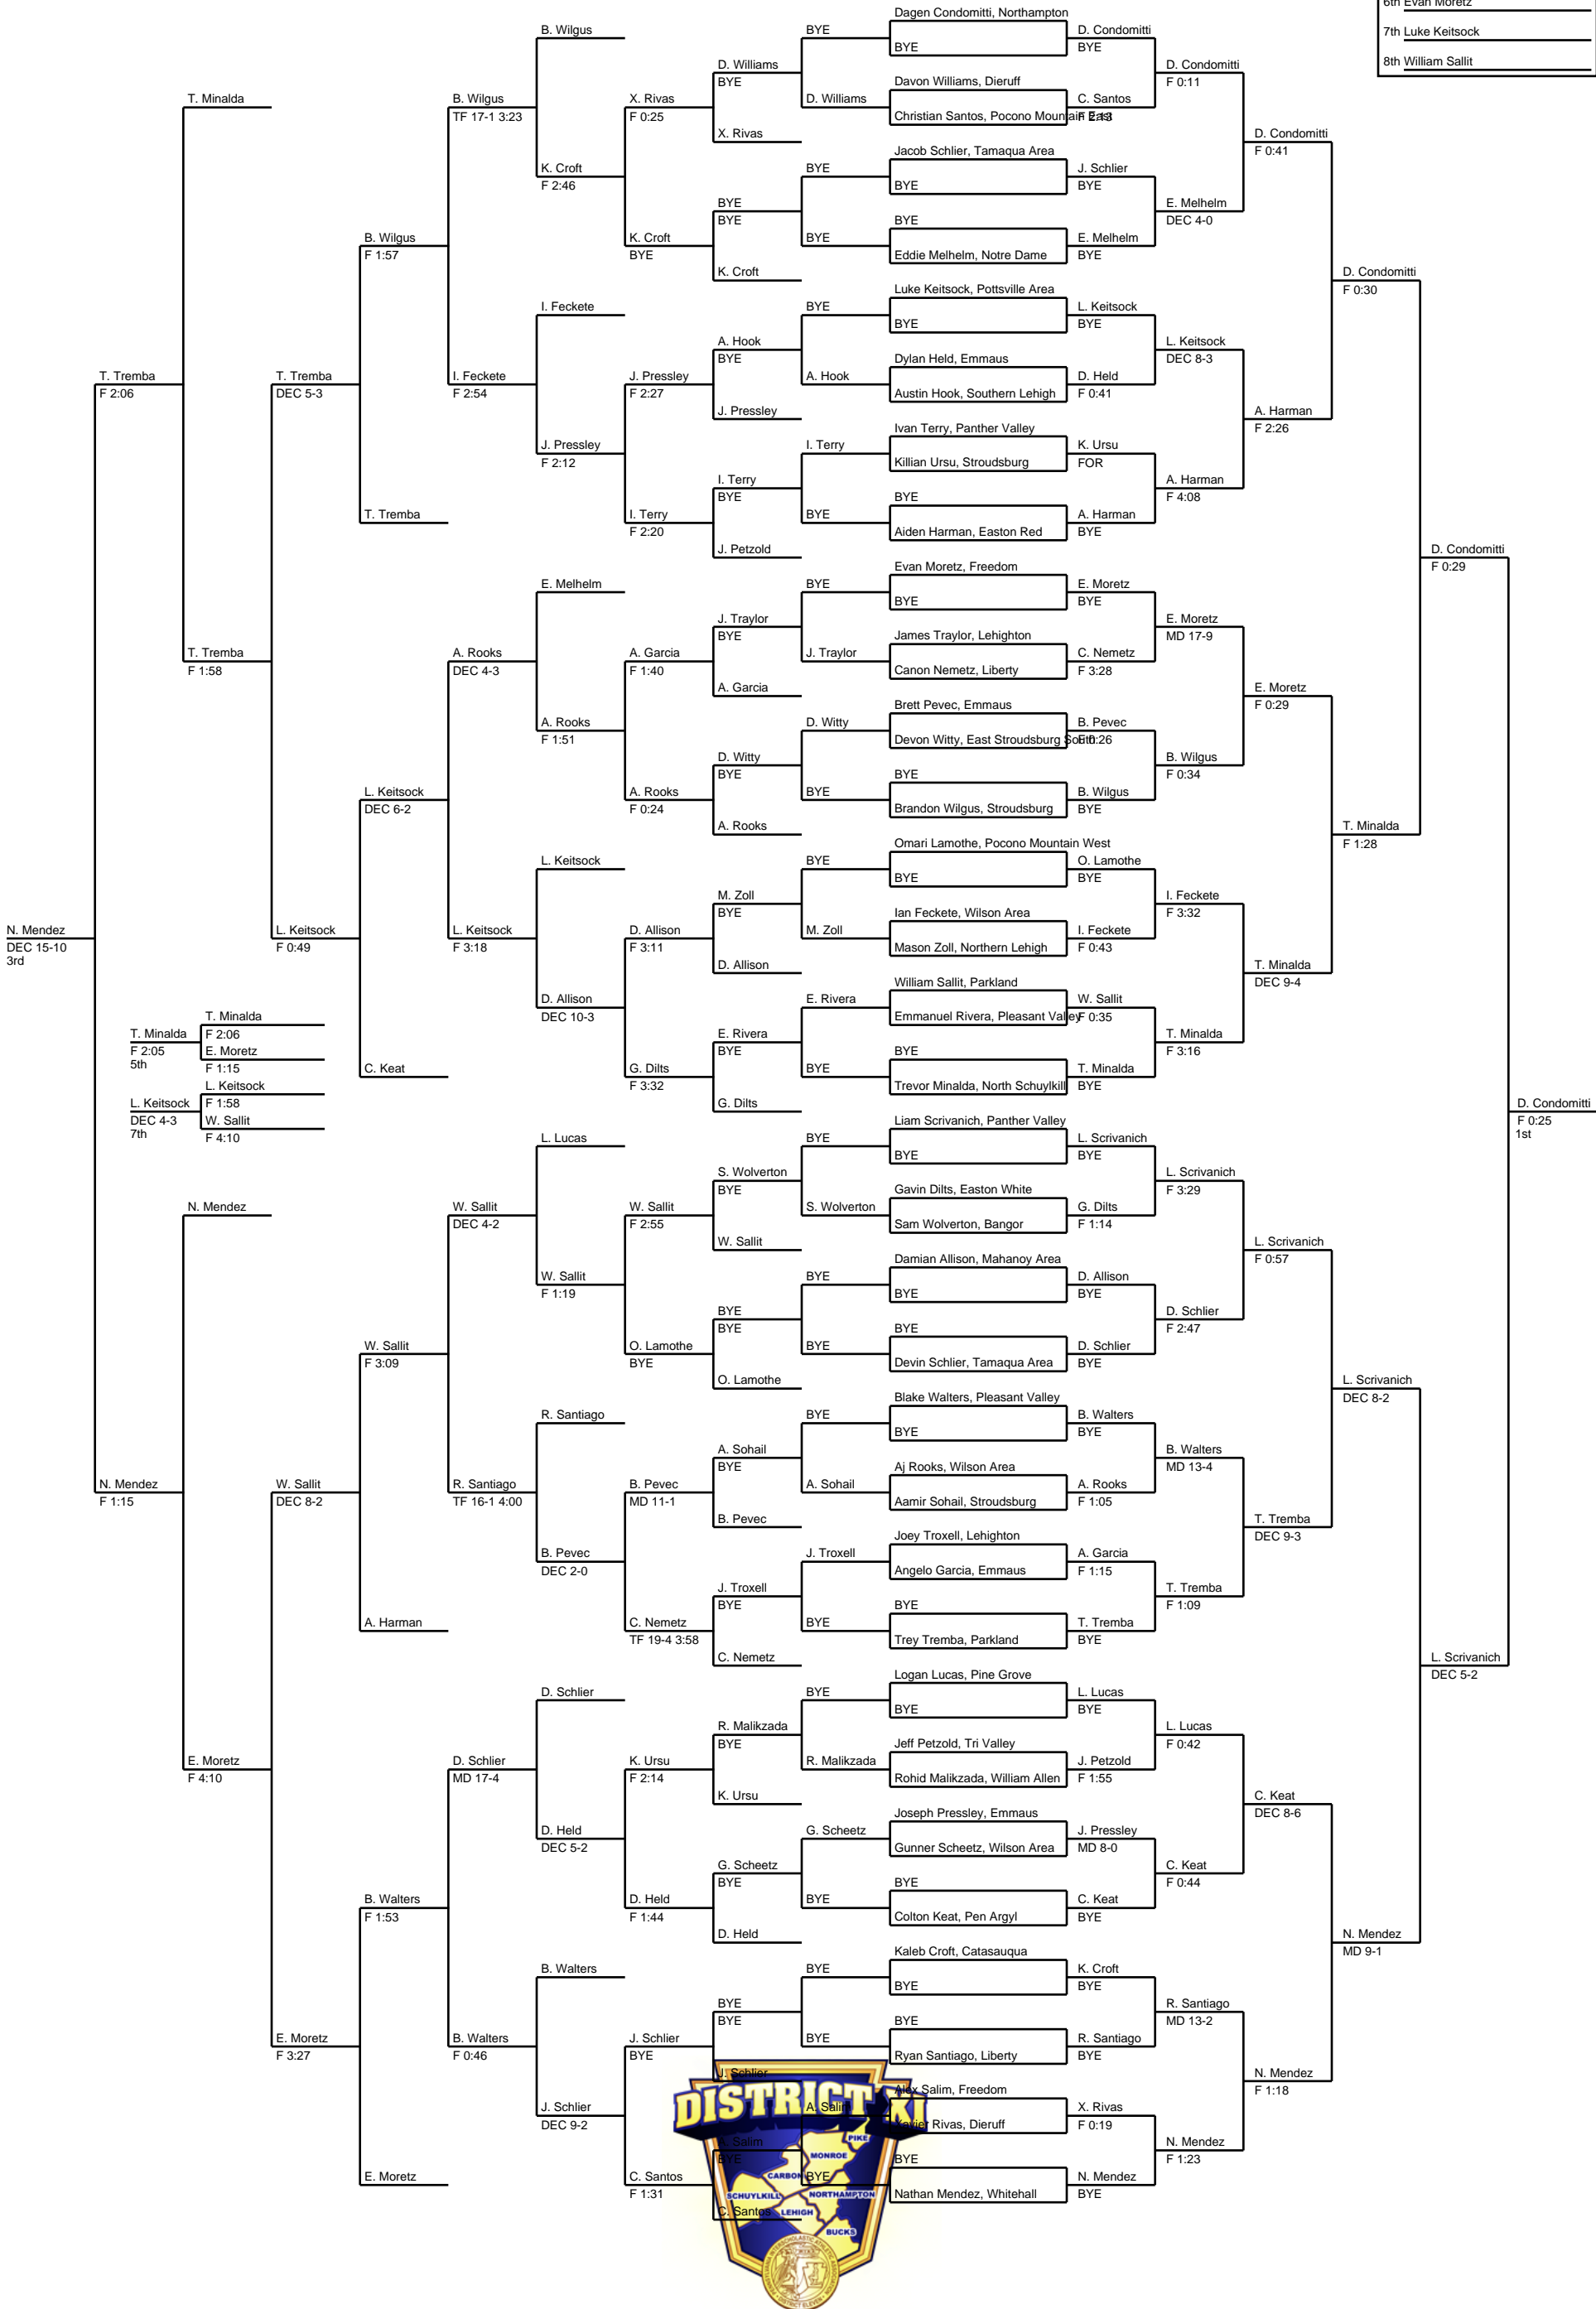 6th Evan Moretz
7th Luke Keitsock
8th William Sallit
Dagen Condomitti, Northampton
B. Wilgus
BYE
D. Condomitti
BYE
BYE
D. Williams
BYE
D. Condomitti
F 0:11
Davon Williams, Dieruff
T. Minalda
B. Wilgus
TF 17-1 3:23
X. Rivas
F 0:25
D. Williams
C. Santos
F 2:13
Christian Santos, Pocono Mountain East
X. Rivas
D. Condomitti
F 0:41
Jacob Schlier, Tamaqua Area
K. Croft
F 2:46
BYE
J. Schlier
BYE
BYE
BYE
BYE
E. Melhelm
DEC 4-0
BYE
B. Wilgus
F 1:57
K. Croft
BYE
BYE
E. Melhelm
BYE
Eddie Melhelm, Notre Dame
K. Croft
D. Condomitti
F 0:30
Luke Keitsock, Pottsville Area
I. Feckete
BYE
L. Keitsock
BYE
BYE
A. Hook
BYE
L. Keitsock
DEC 8-3
Dylan Held, Emmaus
T. Tremba
F 2:06
T. Tremba
DEC 5-3
I. Feckete
F 2:54
J. Pressley
F 2:27
A. Hook
D. Held
F 0:41
Austin Hook, Southern Lehigh
J. Pressley
A. Harman
F 2:26
Ivan Terry, Panther Valley
J. Pressley
F 2:12
I. Terry
K. Ursu
FOR
Killian Ursu, Stroudsburg
I. Terry
BYE
A. Harman
F 4:08
BYE
T. Tremba
I. Terry
F 2:20
BYE
A. Harman
BYE
Aiden Harman, Easton Red
J. Petzold
D. Condomitti
F 0:29
Evan Moretz, Freedom
E. Melhelm
BYE
E. Moretz
BYE
BYE
J. Traylor
BYE
E. Moretz
MD 17-9
James Traylor, Lehighton
T. Tremba
F 1:58
A. Rooks
DEC 4-3
A. Garcia
F 1:40
J. Traylor
C. Nemetz
F 3:28
Canon Nemetz, Liberty
A. Garcia
E. Moretz
F 0:29
Brett Pevec, Emmaus
A. Rooks
F 1:51
D. Witty
B. Pevec
F 0:26
Devon Witty, East Stroudsburg South
D. Witty
BYE
B. Wilgus
F 0:34
BYE
L. Keitsock
DEC 6-2
A. Rooks
F 0:24
BYE
B. Wilgus
BYE
Brandon Wilgus, Stroudsburg
A. Rooks
T. Minalda
F 1:28
Omari Lamothe, Pocono Mountain West
L. Keitsock
BYE
O. Lamothe
BYE
BYE
M. Zoll
BYE
I. Feckete
F 3:32
Ian Feckete, Wilson Area
N. Mendez
DEC 15-10
3rd
L. Keitsock
F 0:49
L. Keitsock
F 3:18
D. Allison
F 3:11
M. Zoll
I. Feckete
F 0:43
Mason Zoll, Northern Lehigh
D. Allison
T. Minalda
DEC 9-4
William Sallit, Parkland
D. Allison
DEC 10-3
E. Rivera
W. Sallit
F 0:35
Emmanuel Rivera, Pleasant Valley
T. Minalda
F 2:06
T. Minalda
F 2:05
5th
E. Moretz
F 1:15
E. Rivera
BYE
T. Minalda
F 3:16
BYE
C. Keat
G. Dilts
F 3:32
BYE
T. Minalda
BYE
Trevor Minalda, North Schuylkill
L. Keitsock
F 1:58
L. Keitsock
DEC 4-3
7th
W. Sallit
F 4:10
G. Dilts
D. Condomitti
F 0:25
1st
Liam Scrivanich, Panther Valley
L. Lucas
BYE
L. Scrivanich
BYE
BYE
S. Wolverton
BYE
L. Scrivanich
F 3:29
Gavin Dilts, Easton White
N. Mendez
W. Sallit
DEC 4-2
W. Sallit
F 2:55
S. Wolverton
G. Dilts
F 1:14
Sam Wolverton, Bangor
W. Sallit
L. Scrivanich
F 0:57
Damian Allison, Mahanoy Area
W. Sallit
F 1:19
BYE
D. Allison
BYE
BYE
BYE
BYE
D. Schlier
F 2:47
BYE
W. Sallit
F 3:09
O. Lamothe
BYE
BYE
D. Schlier
BYE
Devin Schlier, Tamaqua Area
O. Lamothe
L. Scrivanich
DEC 8-2
Blake Walters, Pleasant Valley
R. Santiago
BYE
B. Walters
BYE
BYE
A. Sohail
BYE
B. Walters
MD 13-4
Aj Rooks, Wilson Area
N. Mendez
F 1:15
W. Sallit
DEC 8-2
R. Santiago
TF 16-1 4:00
B. Pevec
MD 11-1
A. Sohail
A. Rooks
F 1:05
Aamir Sohail, Stroudsburg
B. Pevec
T. Tremba
DEC 9-3
Joey Troxell, Lehighton
B. Pevec
DEC 2-0
J. Troxell
A. Garcia
F 1:15
Angelo Garcia, Emmaus
J. Troxell
BYE
T. Tremba
F 1:09
BYE
A. Harman
C. Nemetz
TF 19-4 3:58
BYE
T. Tremba
BYE
Trey Tremba, Parkland
C. Nemetz
L. Scrivanich
DEC 5-2
Logan Lucas, Pine Grove
D. Schlier
BYE
L. Lucas
BYE
BYE
R. Malikzada
BYE
L. Lucas
F 0:42
Jeff Petzold, Tri Valley
E. Moretz
F 4:10
D. Schlier
MD 17-4
K. Ursu
F 2:14
R. Malikzada
J. Petzold
F 1:55
Rohid Malikzada, William Allen
K. Ursu
C. Keat
DEC 8-6
Joseph Pressley, Emmaus
D. Held
DEC 5-2
G. Scheetz
J. Pressley
MD 8-0
Gunner Scheetz, Wilson Area
G. Scheetz
BYE
C. Keat
F 0:44
BYE
B. Walters
F 1:53
D. Held
F 1:44
BYE
C. Keat
BYE
Colton Keat, Pen Argyl
D. Held
N. Mendez
MD 9-1
Kaleb Croft, Catasauqua
B. Walters
BYE
K. Croft
BYE
BYE
BYE
BYE
R. Santiago
MD 13-2
BYE
E. Moretz
F 3:27
B. Walters
F 0:46
J. Schlier
BYE
BYE
R. Santiago
BYE
Ryan Santiago, Liberty
J. Schlier
N. Mendez
F 1:18
Alex Salim, Freedom
J. Schlier
DEC 9-2
A. Salim
X. Rivas
F 0:19
Xavier Rivas, Dieruff
A. Salim
BYE
N. Mendez
F 1:23
BYE
E. Moretz
C. Santos
F 1:31
BYE
N. Mendez
BYE
Nathan Mendez, Whitehall
C. Santos
DISTRICT XI
PIKE
MONROE
CARBON
SCHUYLKILL
NORTHAMPTON
LEHIGH
BUCKS